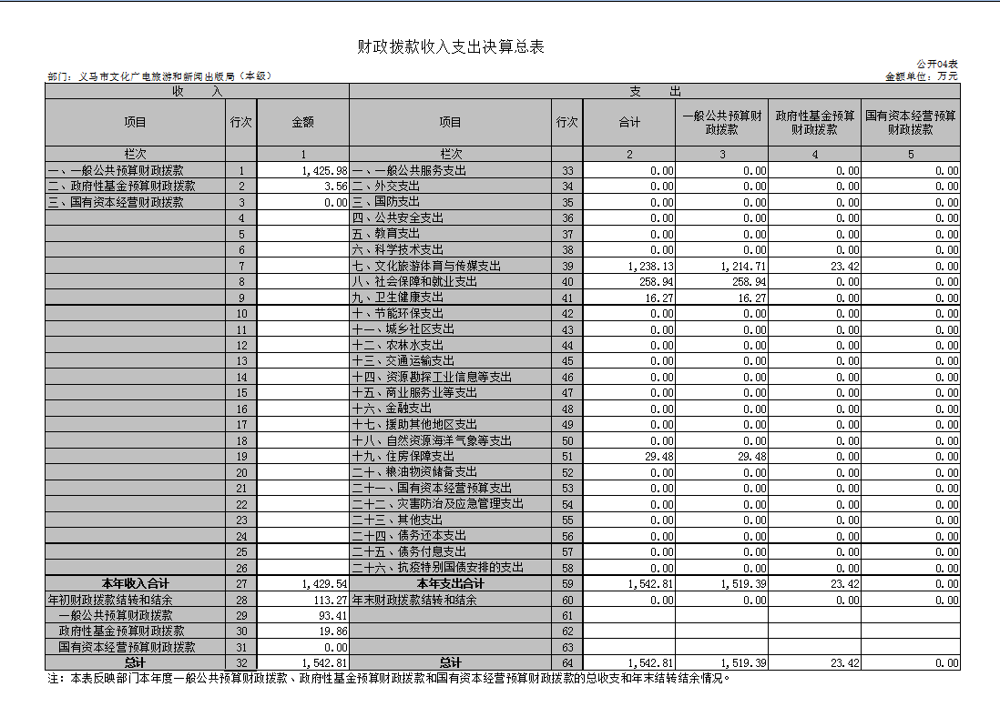 财政拨款收入支出决算总表
公开04表
部门：义马市文化广电旅游和新闻出版局（本级） 金额单位：万元
收 入 支 出
项目 行次 金额 项目 行次 合计 一般公共预算财政拨款 政府性基金预算财政拨款 国有资本经营预算财政拨款
栏次 1 栏次 2 3 4 5
一、一般公共预算财政拨款 1 1,425.98 一、一般公共服务支出 33 0.00 0.00 0.00 0.00
二、政府性基金预算财政拨款 2 3.56 二、外交支出 34 0.00 0.00 0.00 0.00
三、国有资本经营财政拨款 3 0.00 三、国防支出 35 0.00 0.00 0.00 0.00
4 四、公共安全支出 36 0.00 0.00 0.00 0.00
5 五、教育支出 37 0.00 0.00 0.00 0.00
6 六、科学技术支出 38 0.00 0.00 0.00 0.00
7 七、文化旅游体育与传媒支出 39 1,238.13 1,214.71 23.42 0.00
8 八、社会保障和就业支出 40 258.94 258.94 0.00 0.00
9 九、卫生健康支出 41 16.27 16.27 0.00 0.00
10 十、节能环保支出 42 0.00 0.00 0.00 0.00
11 十一、城乡社区支出 43 0.00 0.00 0.00 0.00
12 十二、农林水支出 44 0.00 0.00 0.00 0.00
13 十三、交通运输支出 45 0.00 0.00 0.00 0.00
14 十四、资源勘探工业信息等支出 46 0.00 0.00 0.00 0.00
15 十五、商业服务业等支出 47 0.00 0.00 0.00 0.00
16 十六、金融支出 48 0.00 0.00 0.00 0.00
17 十七、援助其他地区支出 49 0.00 0.00 0.00 0.00
18 十八、自然资源海洋气象等支出 50 0.00 0.00 0.00 0.00
19 十九、住房保障支出 51 29.48 29.48 0.00 0.00
20 二十、粮油物资储备支出 52 0.00 0.00 0.00 0.00
21 二十一、国有资本经营预算支出 53 0.00 0.00 0.00 0.00
22 二十二、灾害防治及应急管理支出 54 0.00 0.00 0.00 0.00
23 二十三、其他支出 55 0.00 0.00 0.00 0.00
24 二十四、债务还本支出 56 0.00 0.00 0.00 0.00
25 二十五、债务付息支出 57 0.00 0.00 0.00 0.00
26 二十六、抗疫特别国债安排的支出 58 0.00 0.00 0.00 0.00
本年收入合计 27 1,429.54 本年支出合计 59 1,542.81 1,519.39 23.42 0.00
年初财政拨款结转和结余 28 113.27 年末财政拨款结转和结余 60 0.00 0.00 0.00 0.00
一般公共预算财政拨款 29 93.41 61
政府性基金预算财政拨款 30 19.86 62
国有资本经营预算财政拨款 31 0.00 63
总计 32 1,542.81 总计 64 1,542.81 1,519.39 23.42 0.00
注：本表反映部门本年度一般公共预算财政拨款、政府性基金预算财政拨款和国有资本经营预算财政拨款的总收支和年末结转结余情况。